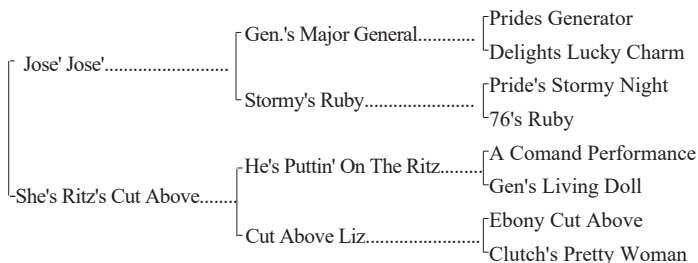 Prides Generator
Gen.'s Major General............
Delights Lucky Charm
Jose' Jose'..........................
Pride's Stormy Night
Stormy's Ruby.......................
76's Ruby
A Comand Performance
He's Puttin' On The Ritz.........
Gen's Living Doll
She's Ritz's Cut Above........
Ebony Cut Above
Cut Above Liz........................
Clutch's Pretty Woman